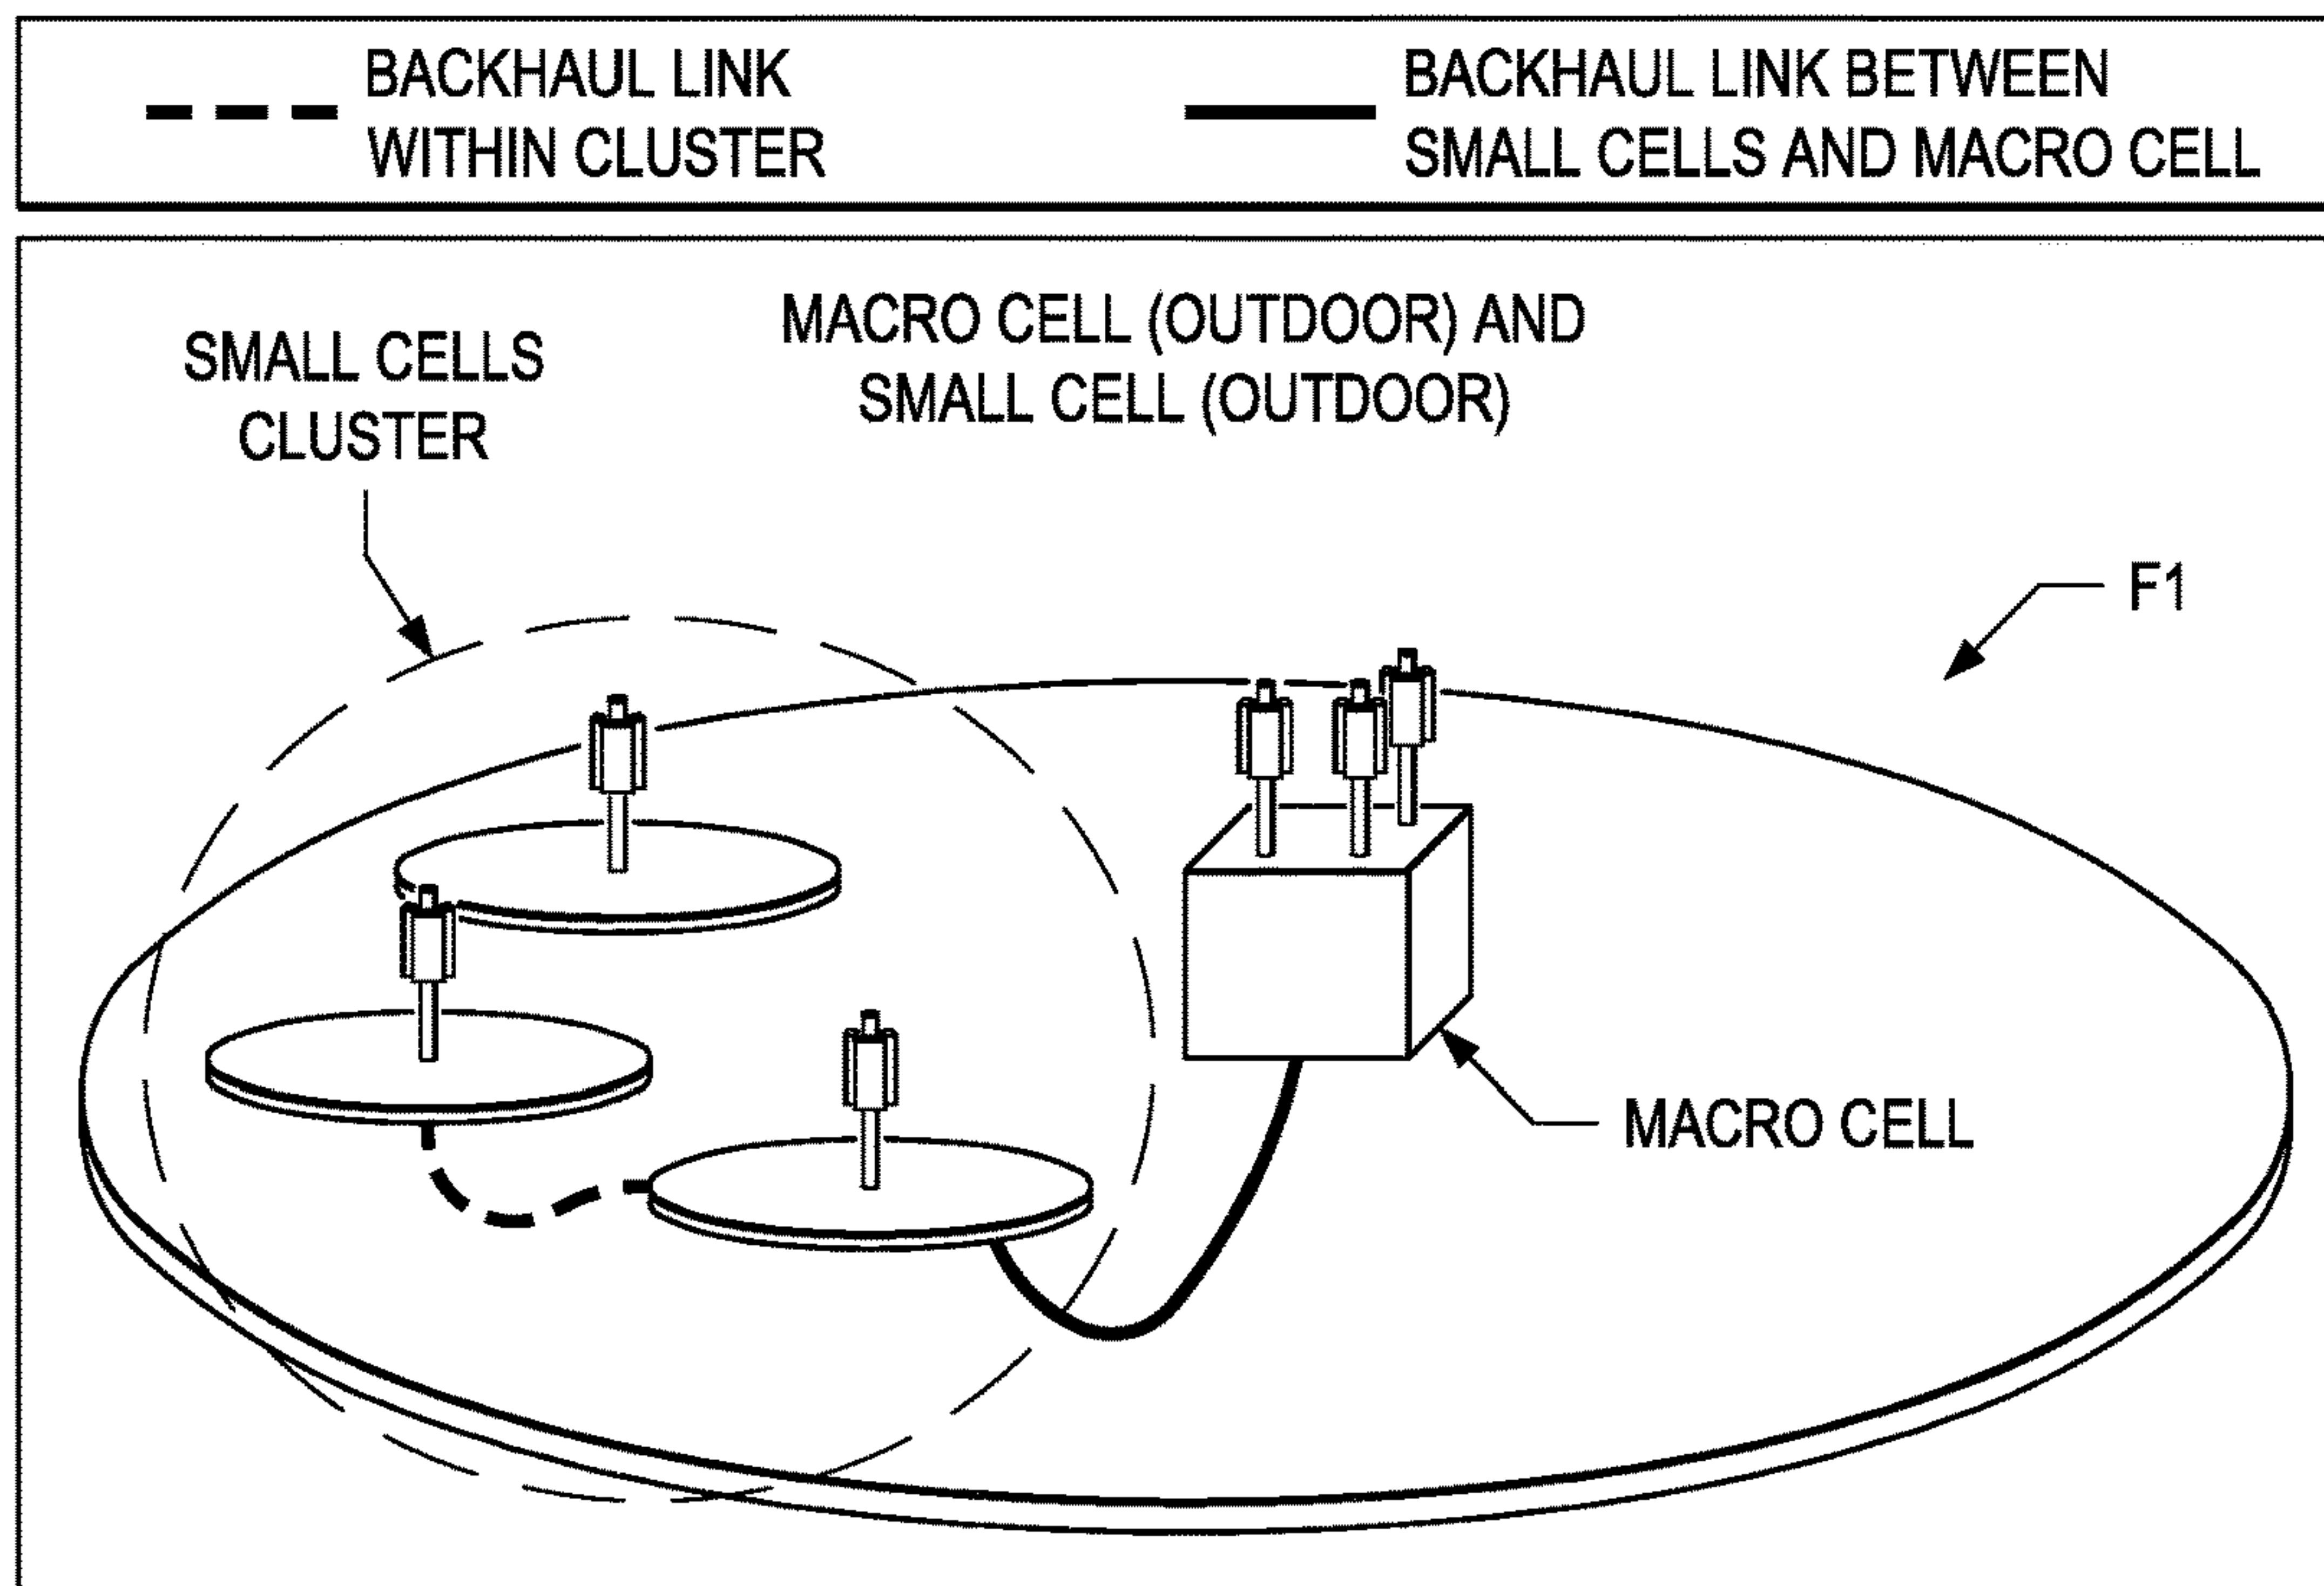 BACKHAUL LINK
WITHIN CLUSTER
BACKHAUL LINK BETWEEN
SMALL CELLS AND MACRO CELL
MACRO CELL (OUTDOOR) AND
SMALL CELL (OUTDOOR)
SMALL CELLS
CLUSTER
F1
MACRO CELL